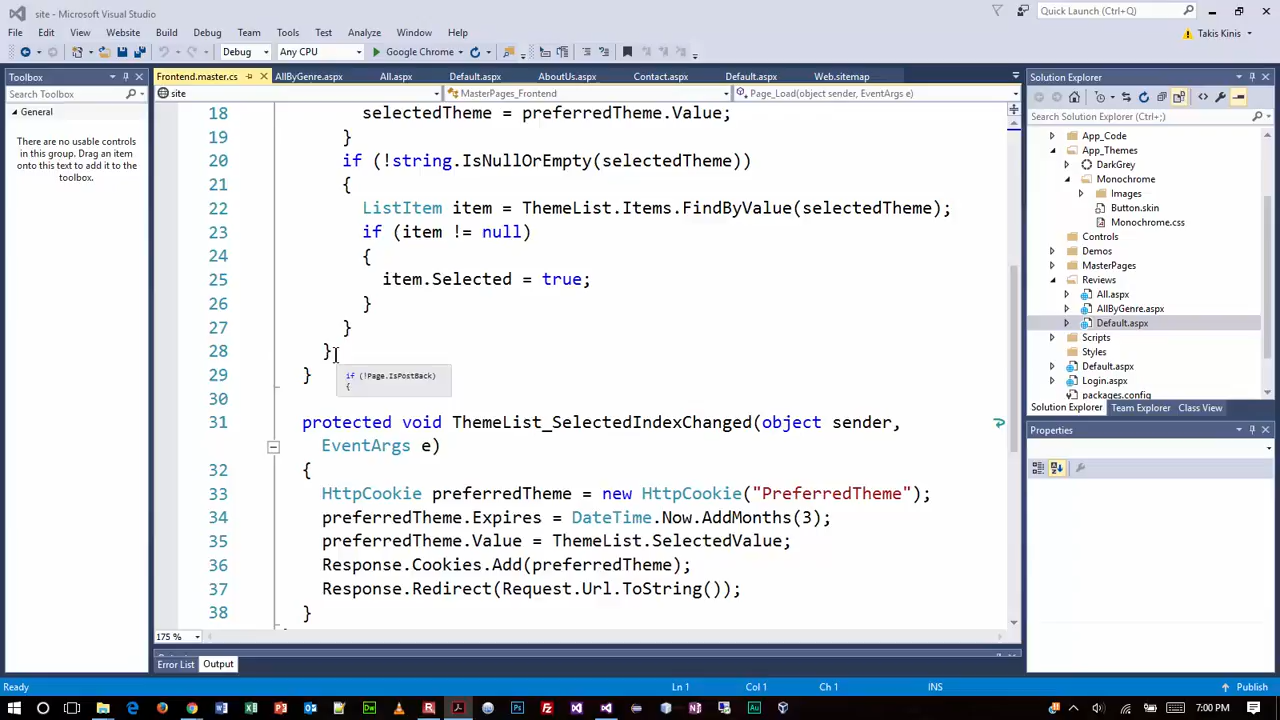 site - Microsoft Visual Studio
Quick Launch (Ctrl+Q)
File Edit View Website Build Debug Team Tools Test Analyze Window Help
Takis Kinis
Debug Any CPU Google Chrome
Toolbox
Search Toolbox
General
There are no usable controls
in this group. Drag an item
onto this text to add it to the
toolbox.
Frontend.master.cs AllByGenre.aspx All.aspx Default.aspx AboutUs.aspx Contact.aspx Default.aspx Web.sitemap
site MasterPages_Frontend Page_Load(object sender, EventArgs e)
18 selectedTheme = preferredTheme.Value;
19 }
20 if (!string.IsNullOrEmpty(selectedTheme))
21 {
22 ListItem item = ThemeList.Items.FindByValue(selectedTheme);
23 if (item != null)
24 {
25 item.Selected = true;
26 }
27 }
28 }
if (!Page.IsPostBack)
{
29 }
30
31 protected void ThemeList_SelectedIndexChanged(object sender,
EventArgs e)
32 {
33 HttpCookie preferredTheme = new HttpCookie("PreferredTheme");
34 preferredTheme.Expires = DateTime.Now.AddMonths(3);
35 preferredTheme.Value = ThemeList.SelectedValue;
36 Response.Cookies.Add(preferredTheme);
37 Response.Redirect(Request.Url.ToString());
38 }
175 %
Error List Output
Solution Explorer
Search Solution Explorer (Ctrl+;)
App_Code
App_Themes
DarkGrey
Monochrome
Images
Button.skin
Monochrome.css
Controls
Demos
MasterPages
Reviews
All.aspx
AllByGenre.aspx
Default.aspx
Scripts
Styles
Default.aspx
Login.aspx
packages.config
Solution Explorer Team Explorer Class View
Properties
Ready Ln 1 Col 1 Ch 1 INS Publish
7:00 PM